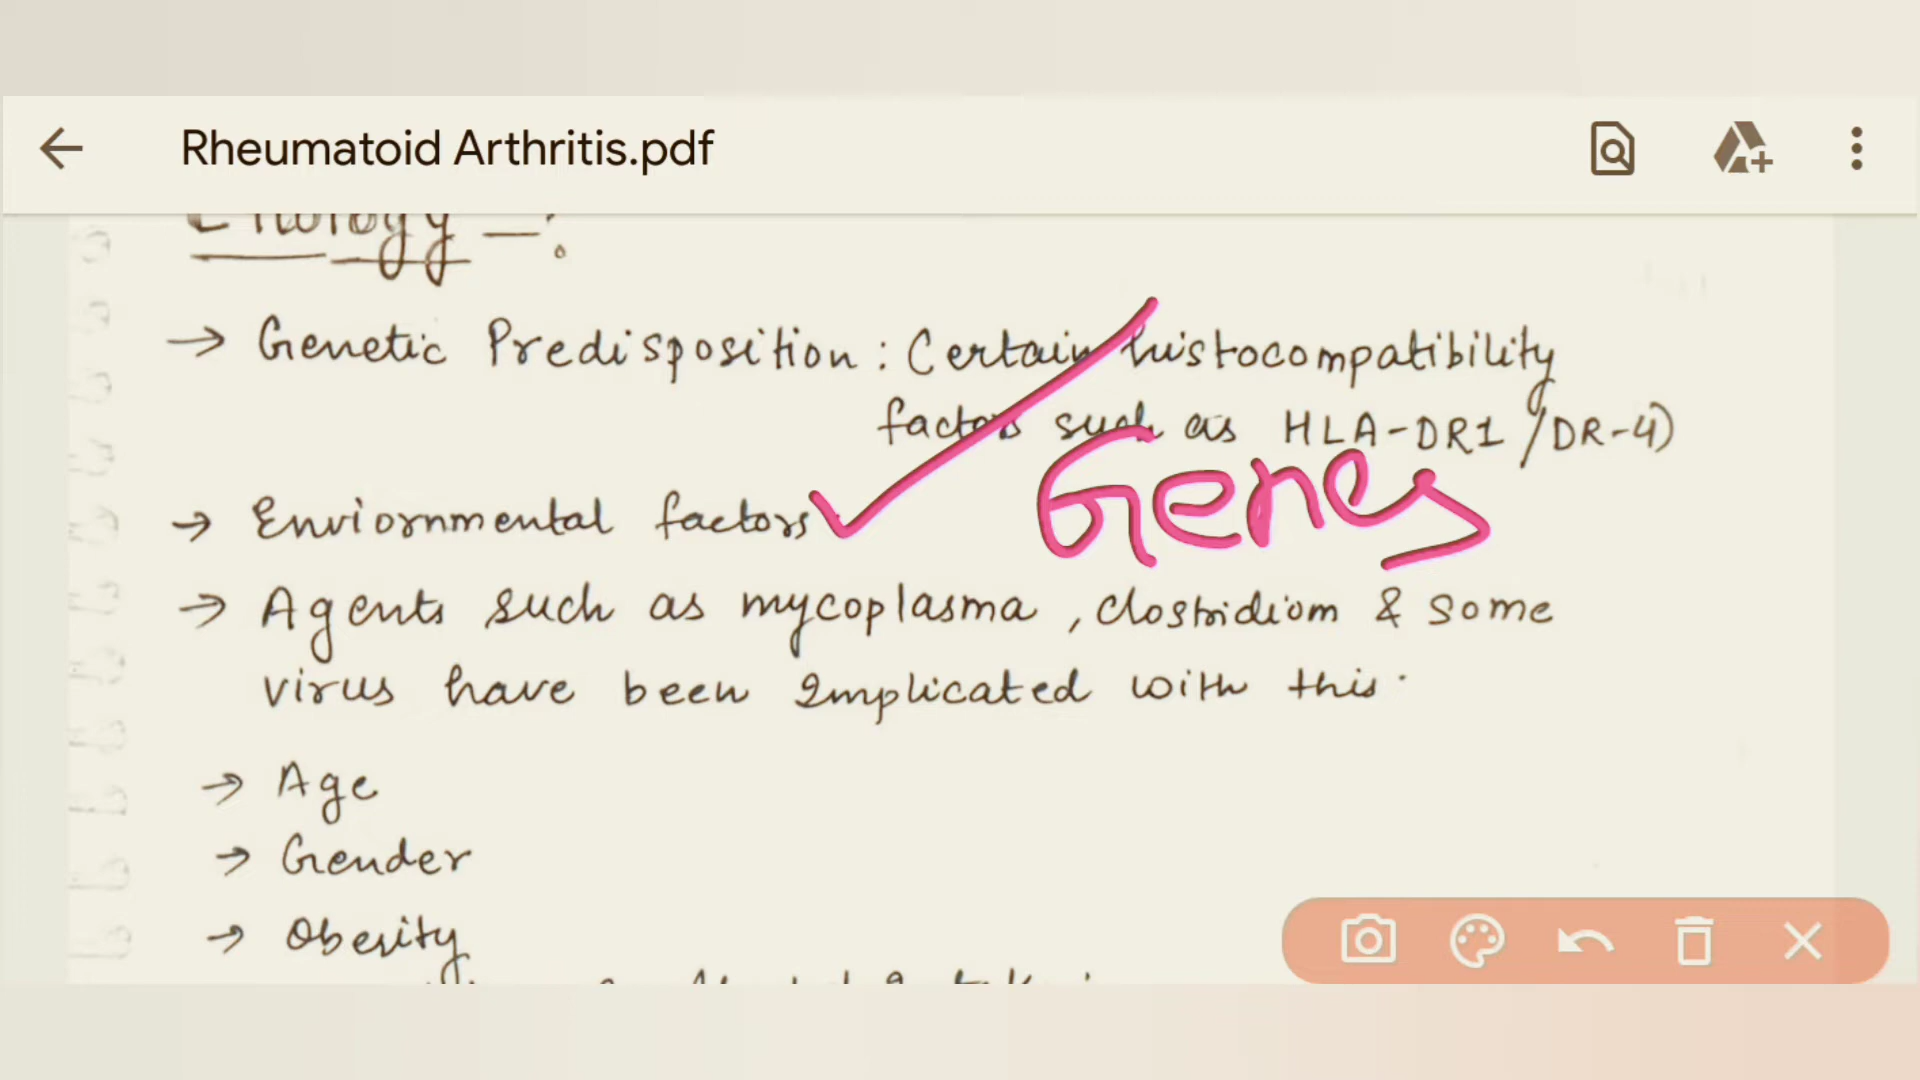 Rheumatoid Arthritis.pdf
Etiology -:
→ Genetic Predisposition : Certain histocompatibility
factors such as HLA-DR1 / DR-4)
→ Enviornmental factors
Genes
→ Agents such as mycoplasma, Clostridiom & some
virus have been Implicated with this.
→ Age
→ Gender
→ Obesity